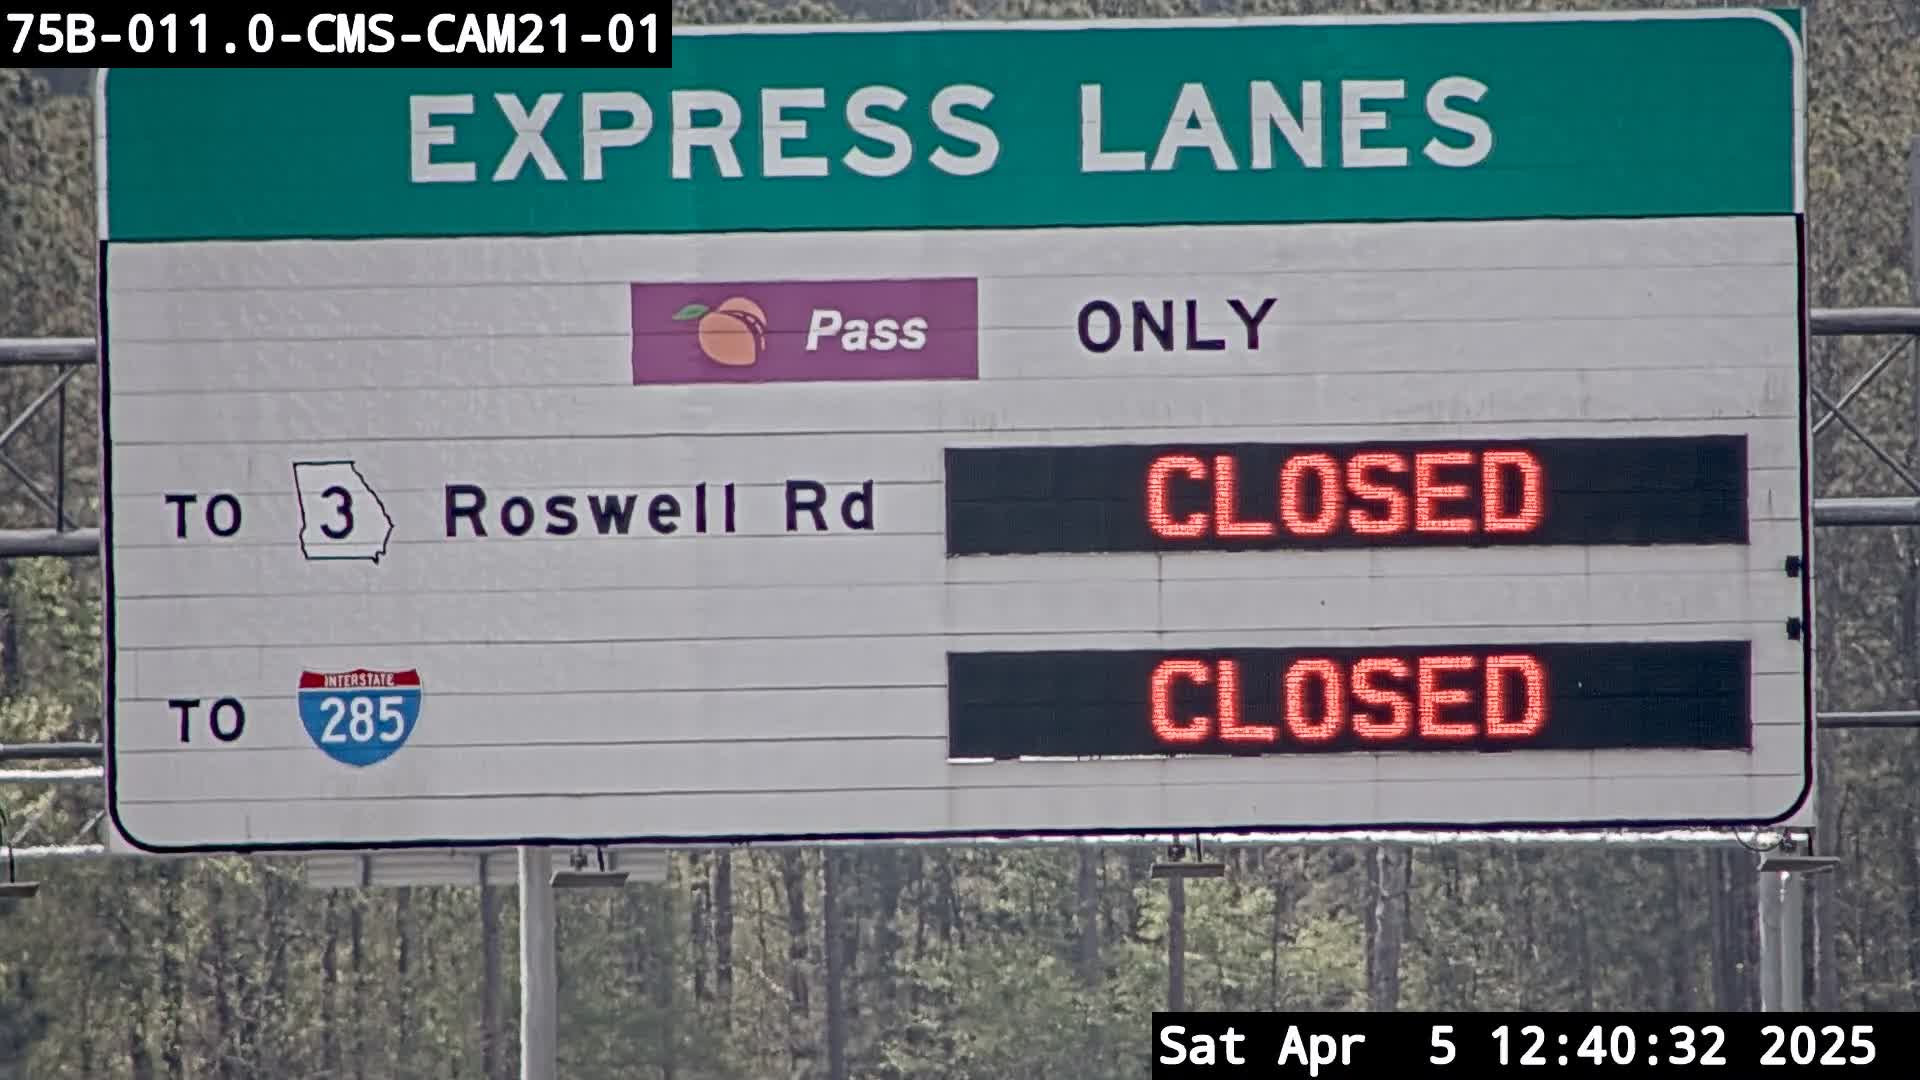 75B-011.0-CMS-CAM21-01
EXPRESS LANES
Pass ONLY
TO 3 Roswell Rd CLOSED
INTERSTATE
TO 285 CLOSED
Sat Apr 5 12:40:32 2025